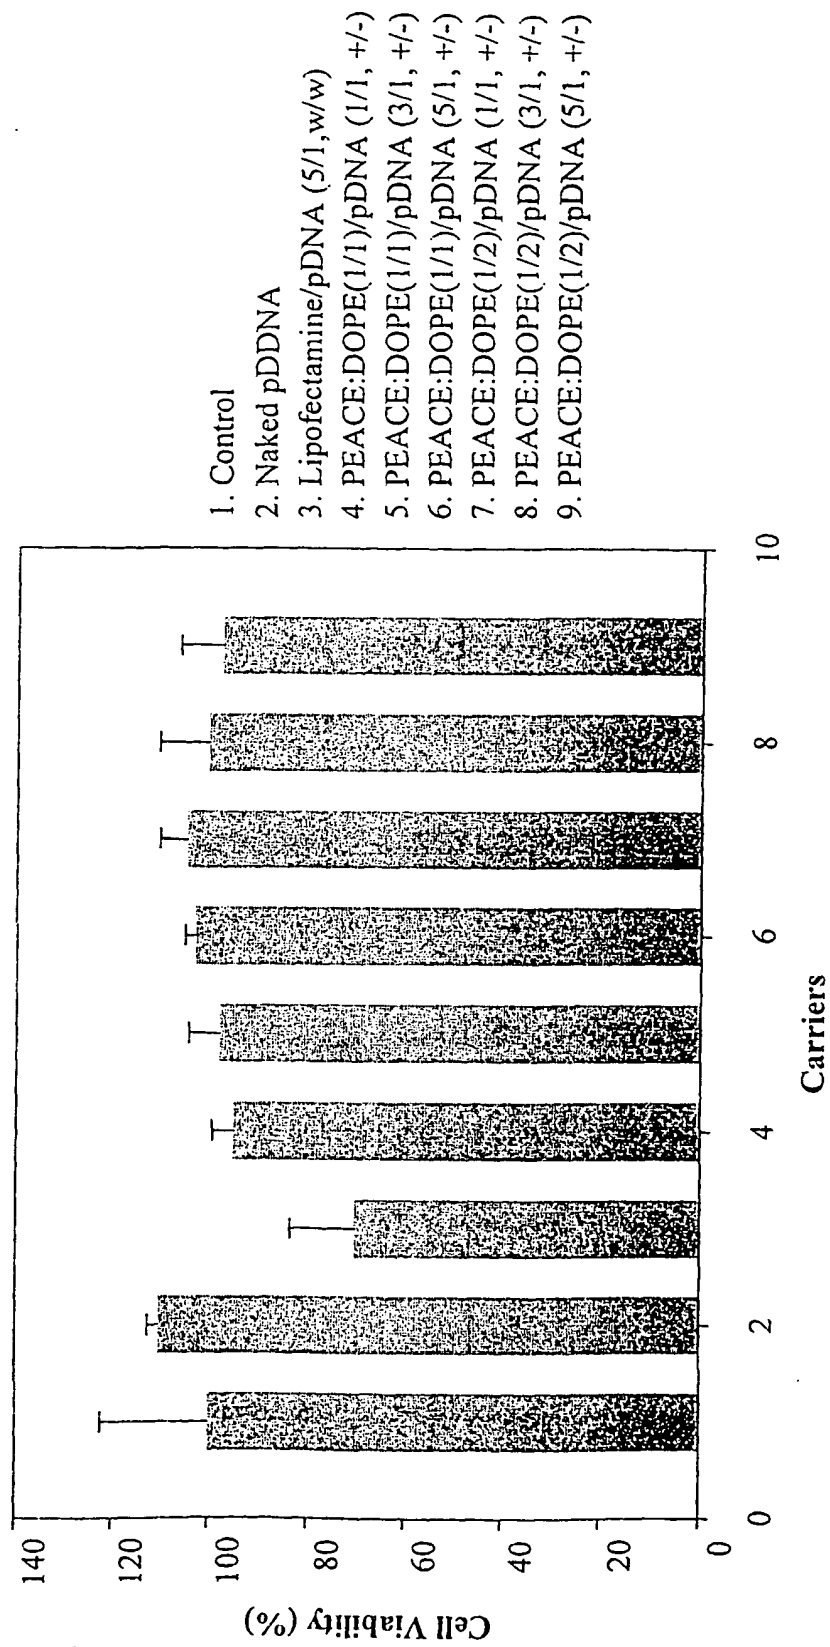 Cell Viability (%)
140
120
100
80
60
40
20
0
0
2
4
6
8
10
Carriers
1. Control
2. Naked pDDNA
3. Lipofectamine/pDNA (5/1,w/w)
4. PEACE:DOPE(1/1)/pDNA (1/1, +/-)
5. PEACE:DOPE(1/1)/pDNA (3/1, +/-)
6. PEACE:DOPE(1/1)/pDNA (5/1, +/-)
7. PEACE:DOPE(1/2)/pDNA (1/1, +/-)
8. PEACE:DOPE(1/2)/pDNA (3/1, +/-)
9. PEACE:DOPE(1/2)/pDNA (5/1, +/-)